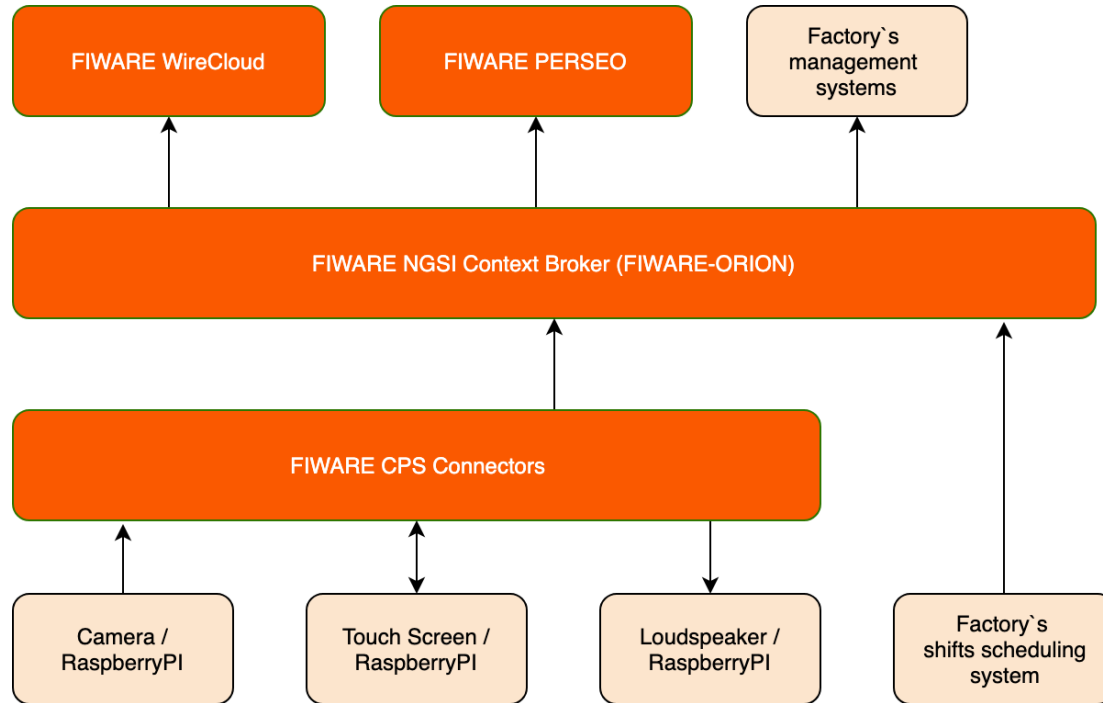 FIWARE WireCloud
FIWARE PERSEO
Factory`s
management
systems
FIWARE NGSI Context Broker (FIWARE-ORION)
FIWARE CPS Connectors
Camera /
RaspberryPI
Touch Screen /
RaspberryPI
Loudspeaker /
RaspberryPI
Factory`s
shifts scheduling
system